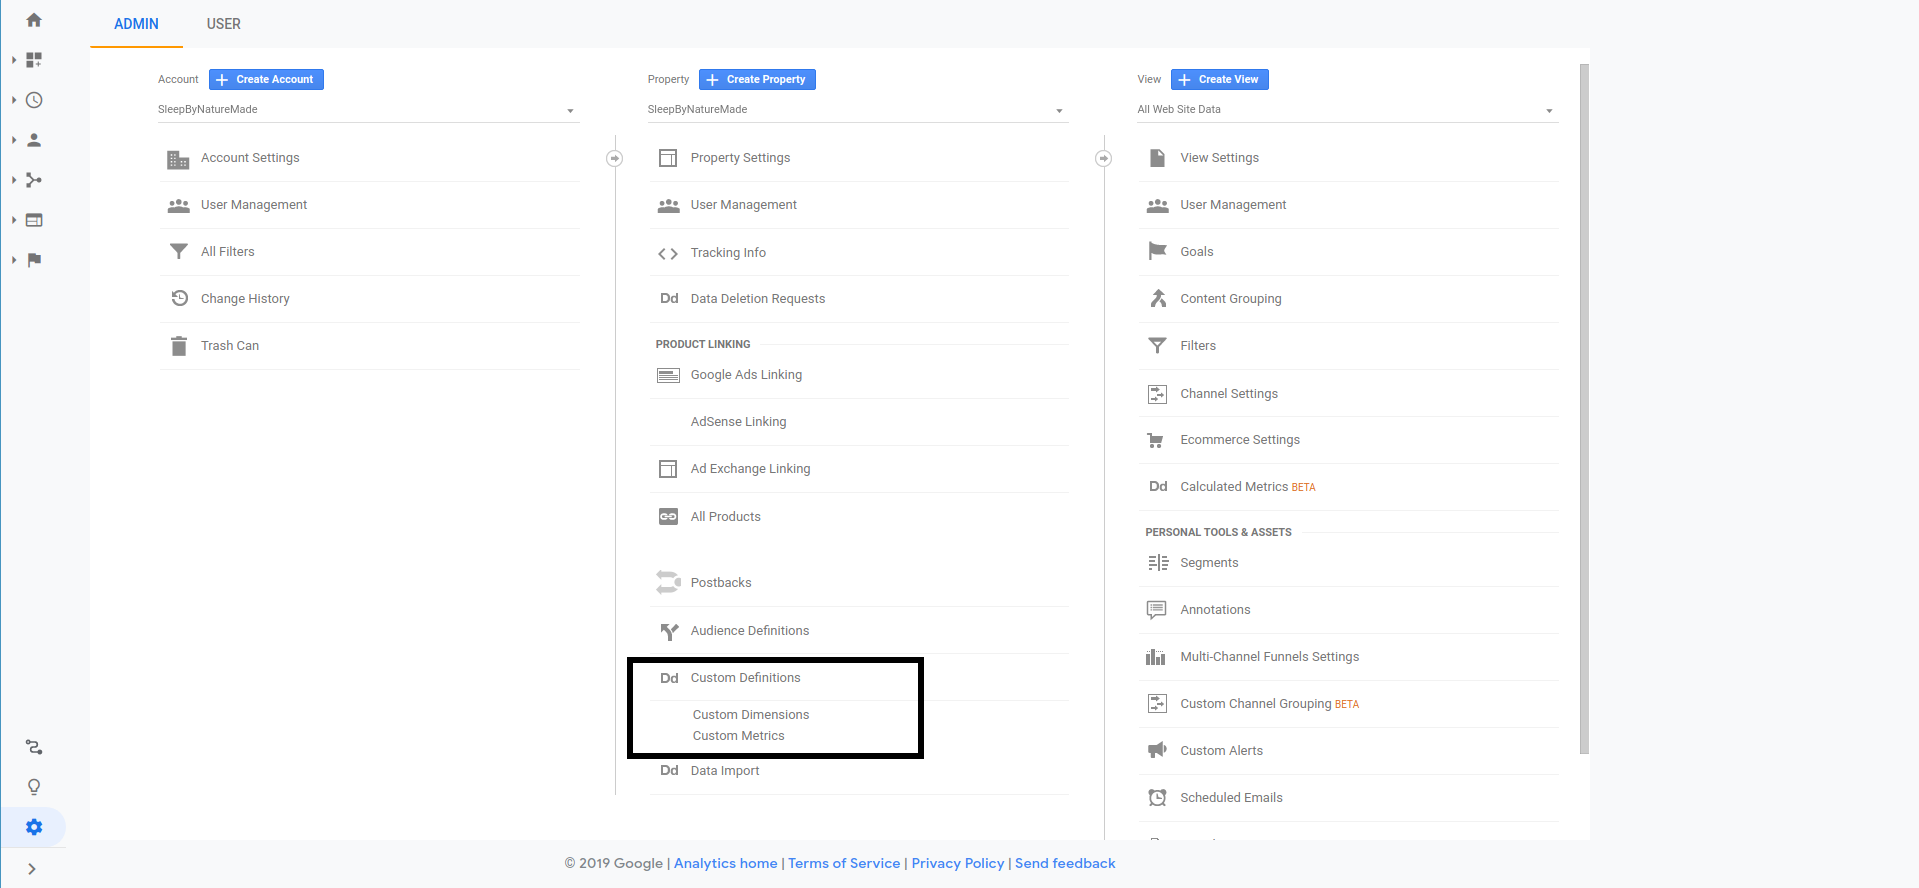 ADMIN
USER
Account
Create Account
SleepByNatureMade
Account Settings
User Management
All Filters
Change History
Trash Can
Property
Create Property
SleepByNatureMade
Property Settings
User Management
Tracking Info
Dd Data Deletion Requests
PRODUCT LINKING
Google Ads Linking
AdSense Linking
Ad Exchange Linking
All Products
Postbacks
Audience Definitions
Dd Custom Definitions
Custom Dimensions
Custom Metrics
Dd Data Import
View
Create View
All Web Site Data
View Settings
User Management
Goals
Content Grouping
Filters
Channel Settings
Ecommerce Settings
Dd Calculated Metrics BETA
PERSONAL TOOLS & ASSETS
Segments
Annotations
Multi-Channel Funnels Settings
Custom Channel Grouping BETA
Custom Alerts
Scheduled Emails
© 2019 Google | Analytics home | Terms of Service | Privacy Policy | Send feedback